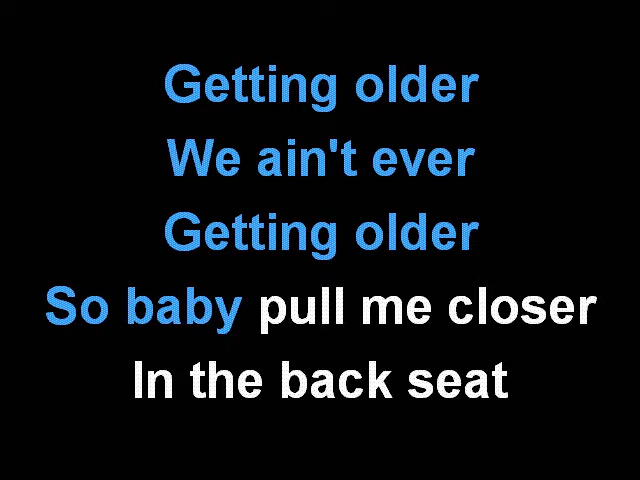 Getting older
We ain't ever
Getting older
So baby pull me closer
In the back seat